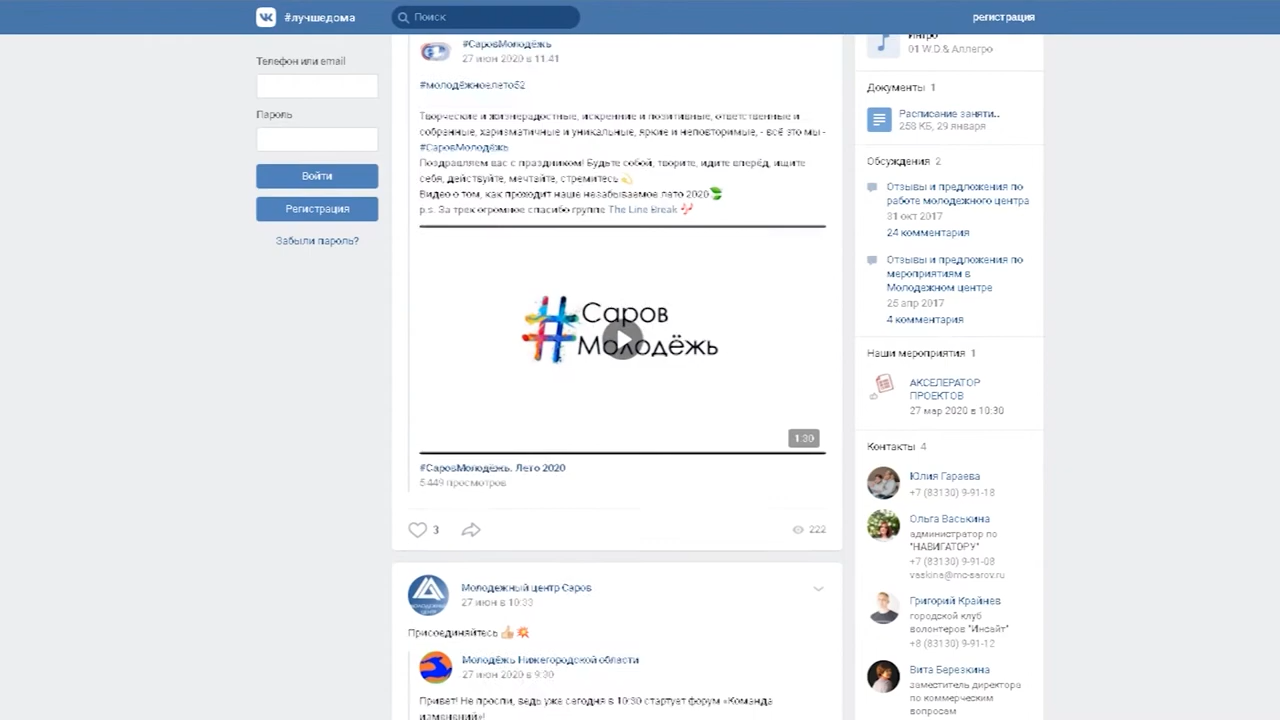 #лучшедома
Поиск
регистрация
Телефон или email
Пароль
Войти
Регистрация
Забыли пароль?
#СаровМолодёжь
27 июн 2020 в 11:41
#молодёжноелето52
Творческие и жизнерадостные, искренние и позитивные, ответственные и
собранные, харизматичные и уникальные, яркие и неповторимые, - всё это мы -
#СаровМолодёжь
Поздравляем вас с праздником! Будьте собой, творите, идите вперёд, ищите
себя, действуйте, мечтайте, стремитесь
Видео о том, как проходит наше незабываемое лето 2020
p.s. За трек огромное спасибо группе The Line Break
#Саров
Молодёжь
1:30
#СаровМолодёжь. Лето 2020
5 449 просмотров
3
222
Молодежный центр Саров
27 июн в 10:33
Присоединяйтесь
Молодёжь Нижегородской области
27 июн 2020 в 9:30
Привет! Не проспи, ведь уже сегодня в 10:30 стартует форум «Команда
изменений»!
Интро
01 W.D & Аллегро
Документы 1
Расписание заняти..
258 КБ, 29 января
Обсуждения 2
Отзывы и предложения по
работе молодежного центра
31 окт 2017
24 комментария
Отзывы и предложения по
мероприятиям в
Молодежном центре
25 апр 2017
4 комментария
Наши мероприятия 1
АКСЕЛЕРАТОР
ПРОЕКТОВ
27 мар 2020 в 10:30
Контакты 4
Юлия Гараева
+7 (83130) 9-91-18
Ольга Васькина
администратор по
"НАВИГАТОРУ"
+7 (83130) 9-91-08
vaskina@mc-sarov.ru
Григорий Крайнев
городской клуб
волонтеров "Инсайт"
+8 (83130) 9-91-12
Вита Березкина
заместитель директора
по коммерческим
вопросам